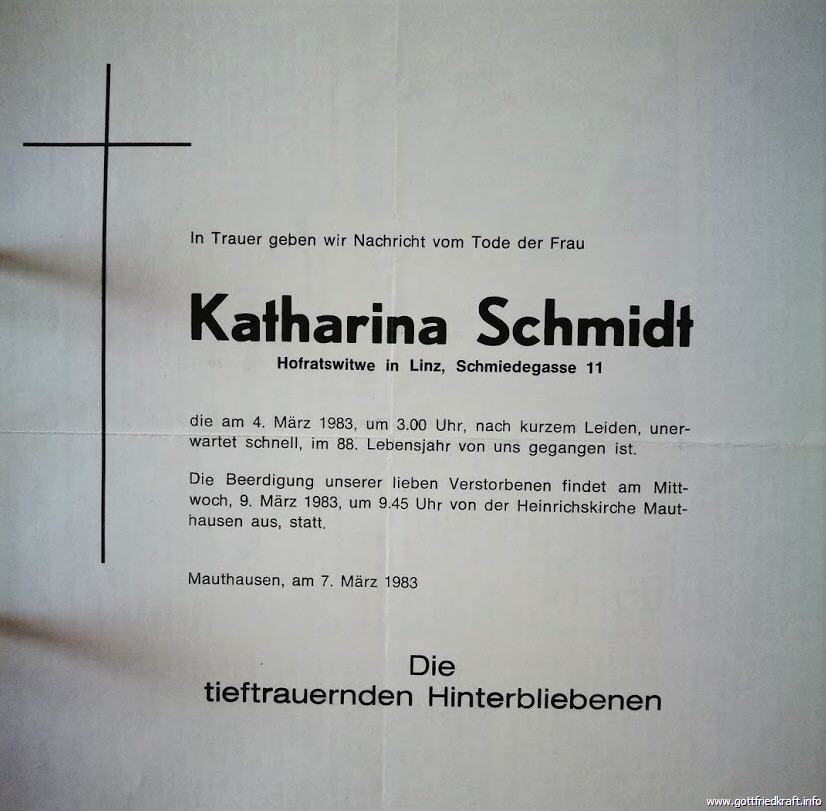 In Trauer geben wir Nachricht vom Tode der Frau
Katharina Schmidt
Hofratswitwe in Linz, Schmiedegasse 11
die am 4. März 1983, um 3.00 Uhr, nach kurzem Leiden, uner-
wartet schnell, im 88. Lebensjahr von uns gegangen ist.
Die Beerdigung unserer lieben Verstorbenen findet am Mitt-
woch, 9. März 1983, um 9.45 Uhr von der Heinrichskirche Maut-
hausen aus, statt.
Mauthausen, am 7. März 1983
Die
tieftrauernden Hinterbliebenen
www.gottfriedkraft.info